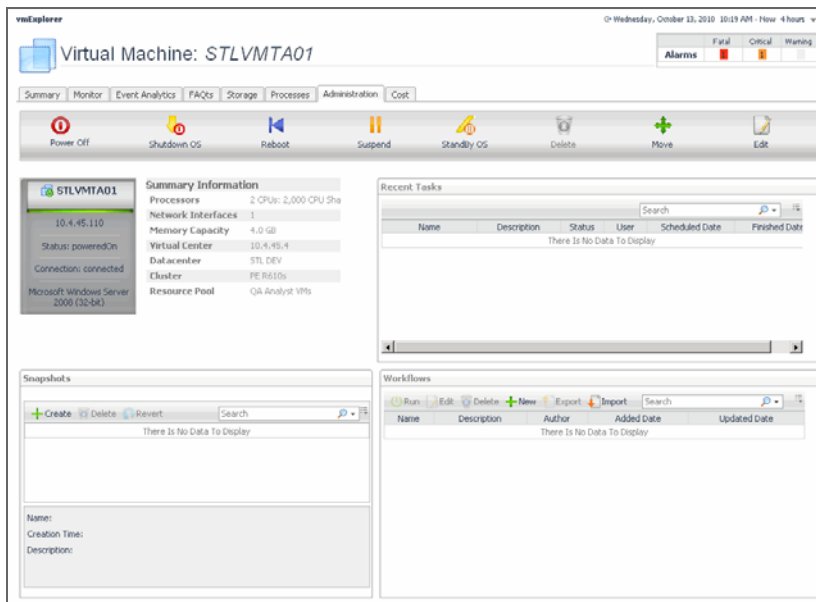 vmExplorer
Wednesday, October 13, 2010 10:19 AM - Now 4 hours
Virtual Machine: STLVMTA01
Fatal Critical Warning
Alarms 1
Summary Monitor Event Analytics FAQts Storage Processes Administration Cost
Power Off Shutdown OS Reboot Suspend StandBy OS Delete Move Edit
STLVMTA01
10.4.45.110
Status: poweredOn
Connection: connected
Microsoft Windows Server
2008 (32-bit)
Summary Information
Processors 2 CPUs: 2,000 CPU Sha
Network Interfaces 1
Memory Capacity 4.0 GB
Virtual Center 10.4.45.4
Datacenter STL DEV
Cluster PE R610s
Resource Pool QA Analyst VMs
Recent Tasks
Search
Name Description Status User Scheduled Date Finished Date
There Is No Data To Display
Snapshots
Create Delete Revert Search
There Is No Data To Display
Name:
Creation Time:
Description:
Workflows
Run Edit Delete New Export Import Search
Name Description Author Added Date Updated Date
There Is No Data To Display